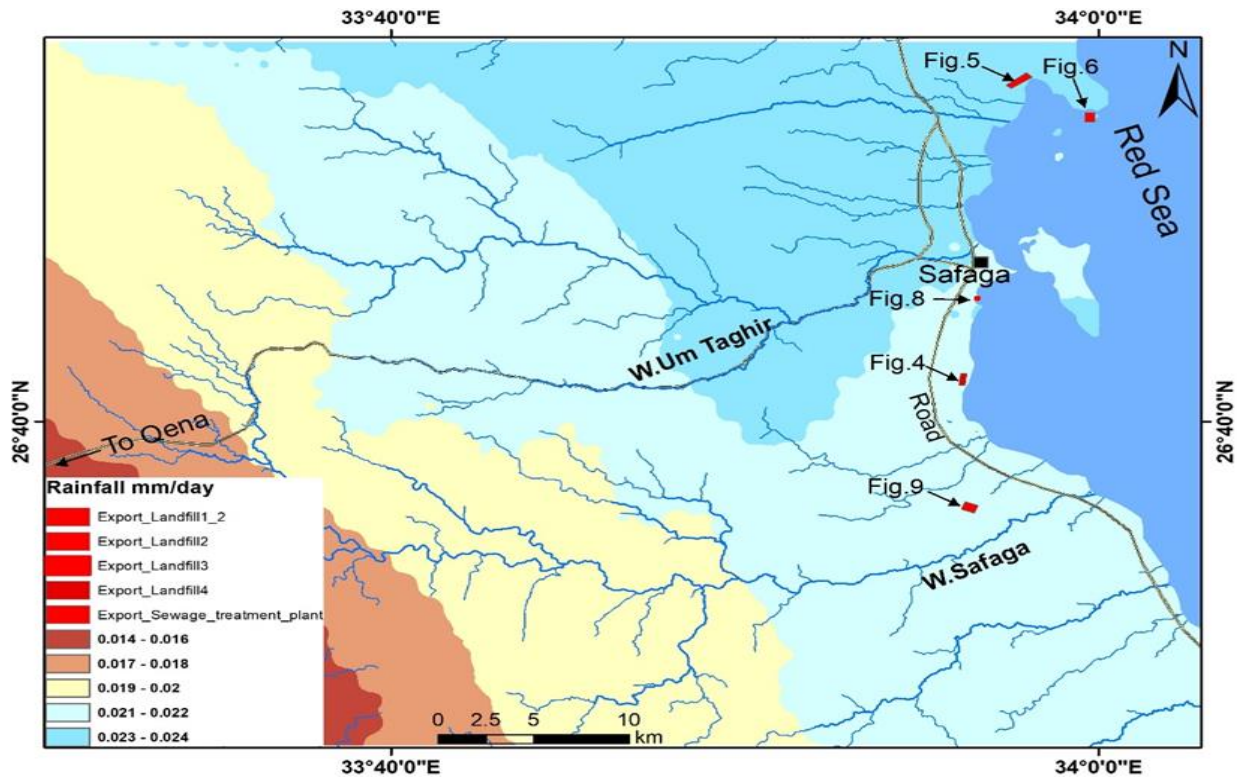 33°40'0"E
34°0'0"E
N
Fig.5
Fig.6
Red Sea
Safaga
Fig.8
W.Um Taghir
Fig.4
Road
26°40'0"N
26°40'0"N
To Qena
Fig.9
W.Safaga
Rainfall mm/day
Export_Landfill1_2
Export_Landfill2
Export_Landfill3
Export_Landfill4
Export_Sewage_treatment_plant
0.014 - 0.016
0.017 - 0.018
0.019 - 0.02
0.021 - 0.022
0.023 - 0.024
0 2.5 5 10
km
33°40'0"E
34°0'0"E